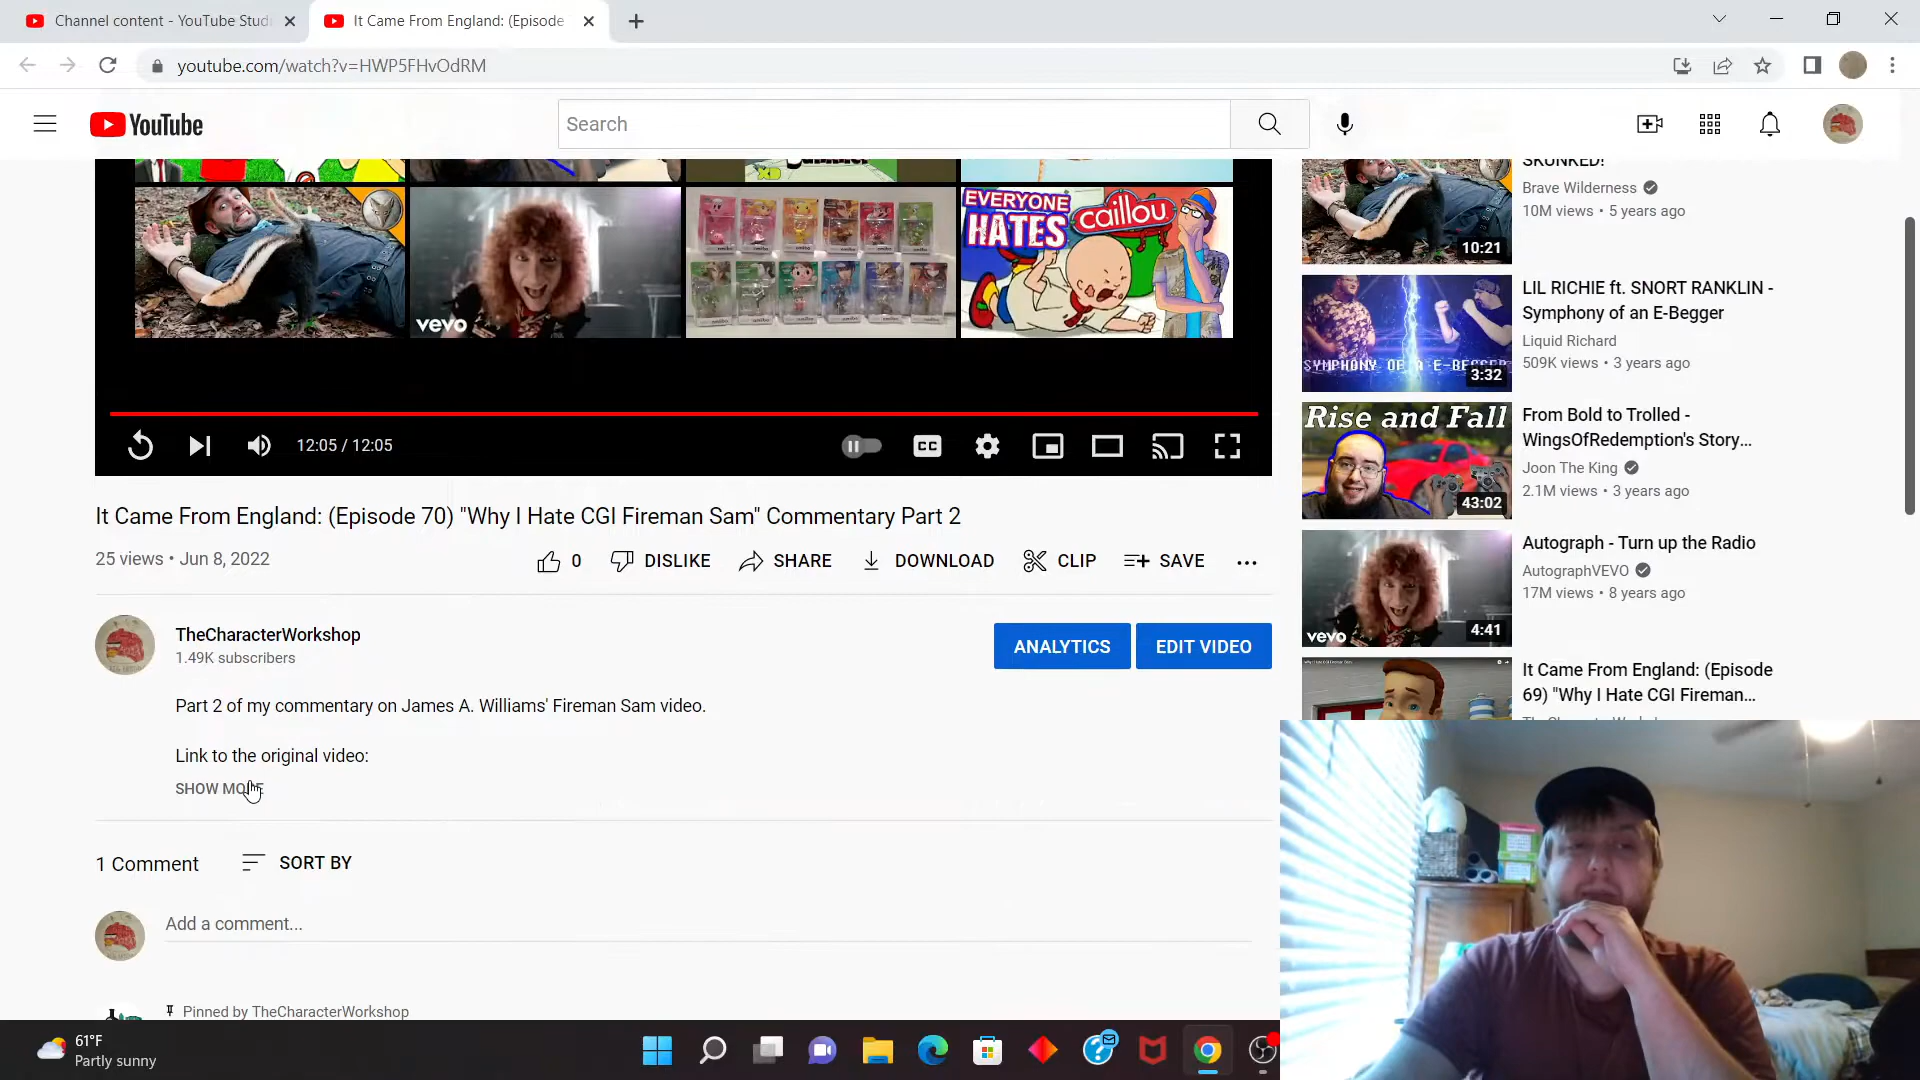 Channel content - YouTube Stud
It Came From England: (Episode
youtube.com/watch?v=HWP5FHvOdRM
YouTube
Search
EVERYONE
HATES
caillou
vevo
12:05 / 12:05
CC
It Came From England: (Episode 70) "Why I Hate CGI Fireman Sam" Commentary Part 2
25 views • Jun 8, 2022
0
DISLIKE
SHARE
DOWNLOAD
CLIP
SAVE
TheCharacterWorkshop
1.49K subscribers
ANALYTICS
EDIT VIDEO
Part 2 of my commentary on James A. Williams' Fireman Sam video.
Link to the original video:
SHOW MORE
1 Comment
SORT BY
Add a comment...
Pinned by TheCharacterWorkshop
SKUNKED!
Brave Wilderness
10M views • 5 years ago
10:21
LIL RICHIE ft. SNORT RANKLIN -
Symphony of an E-Begger
Liquid Richard
509K views • 3 years ago
SYMPHONY OF A E-BEGGER
3:32
Rise and Fall
From Bold to Trolled -
WingsOfRedemption's Story...
Joon The King
2.1M views • 3 years ago
43:02
Autograph - Turn up the Radio
AutographVEVO
17M views • 8 years ago
vevo
4:41
It Came From England: (Episode
69) "Why I Hate CGI Fireman...
61°F
Partly sunny